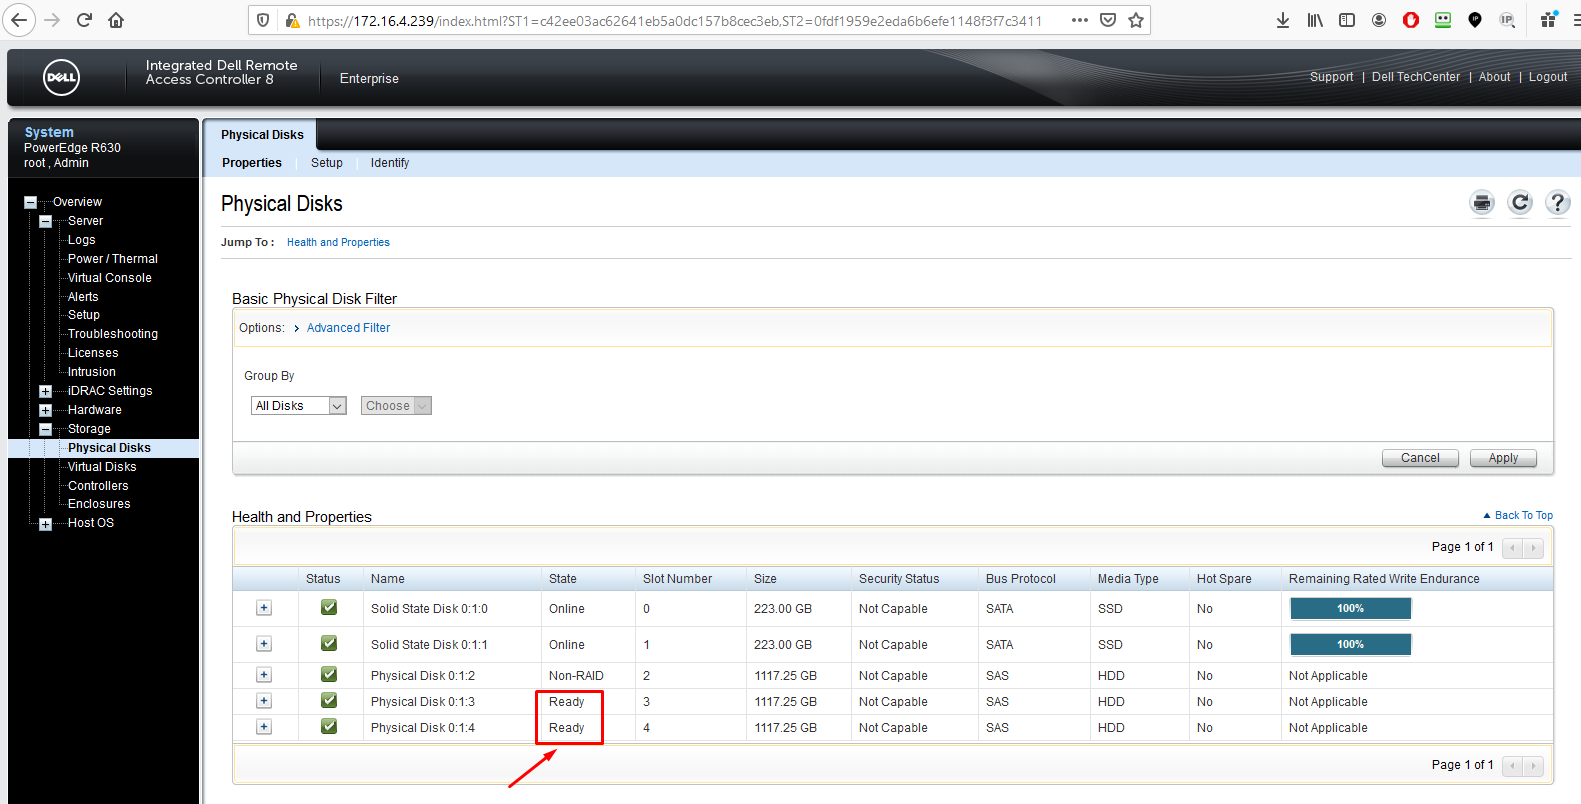 https://172.16.4.239/index.html?ST1=c42ee03ac62641eb5a0dc157b8cec3eb,ST2=0fdf1959e2eda6b6efe1148f3f7c3411
IP
IP
DELL
Integrated Dell Remote
Access Controller 8
Enterprise
Support | Dell TechCenter | About | Logout
System
PowerEdge R630
root , Admin
Overview
Server
Logs
Power / Thermal
Virtual Console
Alerts
Setup
Troubleshooting
Licenses
Intrusion
iDRAC Settings
Hardware
Storage
Physical Disks
Virtual Disks
Controllers
Enclosures
Host OS
Physical Disks
Properties Setup Identify
Physical Disks
Jump To : Health and Properties
Basic Physical Disk Filter
Options: Advanced Filter
Group By
All Disks Choose
Cancel Apply
Health and Properties
Back To Top
Page 1 of 1
Status Name State Slot Number Size Security Status Bus Protocol Media Type Hot Spare Remaining Rated Write Endurance
Solid State Disk 0:1:0 Online 0 223.00 GB Not Capable SATA SSD No 100%
Solid State Disk 0:1:1 Online 1 223.00 GB Not Capable SATA SSD No 100%
Physical Disk 0:1:2 Non-RAID 2 1117.25 GB Not Capable SAS HDD No Not Applicable
Physical Disk 0:1:3 Ready 3 1117.25 GB Not Capable SAS HDD No Not Applicable
Physical Disk 0:1:4 Ready 4 1117.25 GB Not Capable SAS HDD No Not Applicable
Page 1 of 1